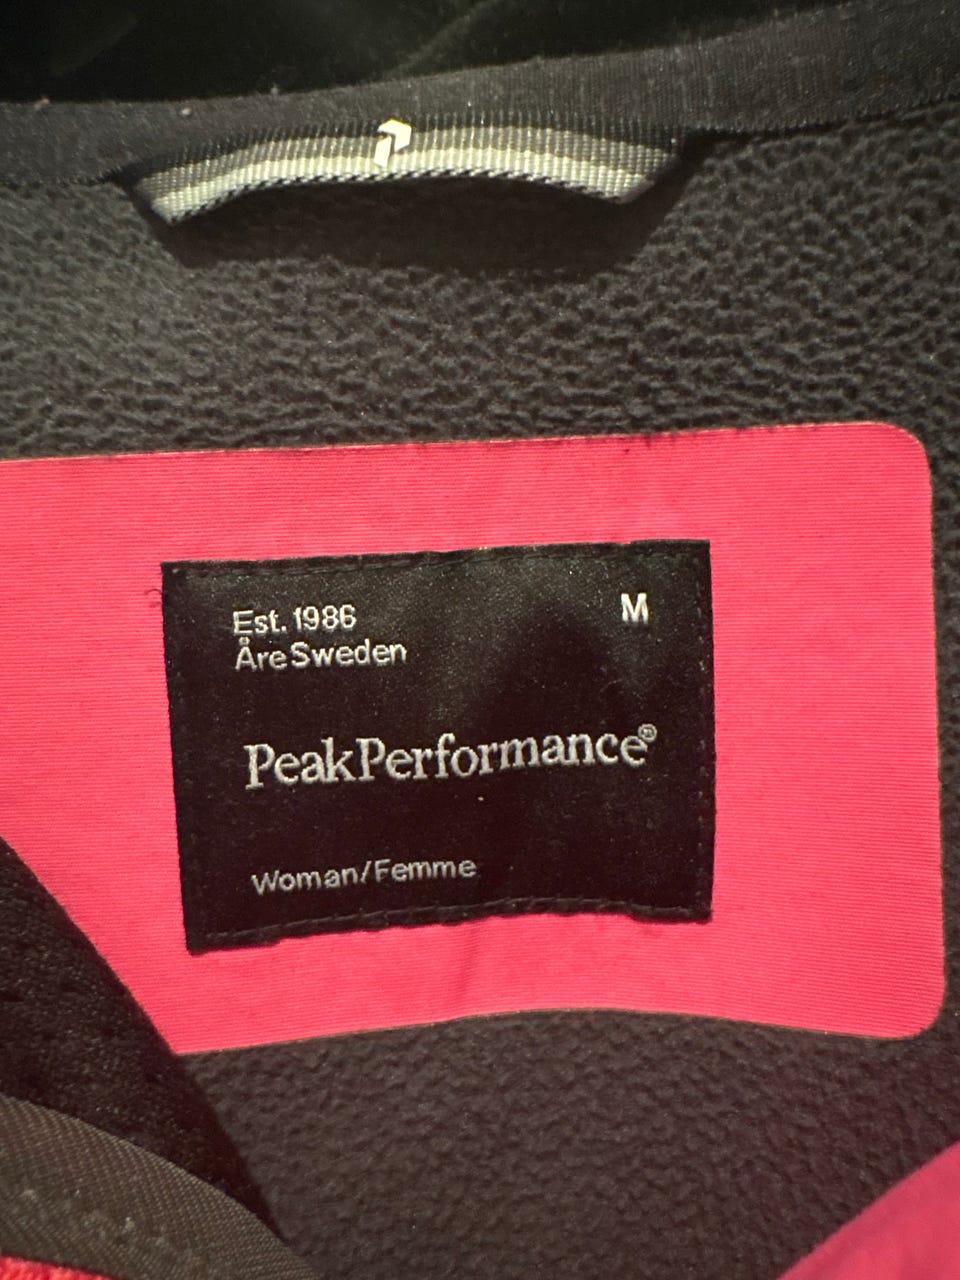 Est. 1986 M
Åre Sweden
PeakPerformance®
Woman/Femme